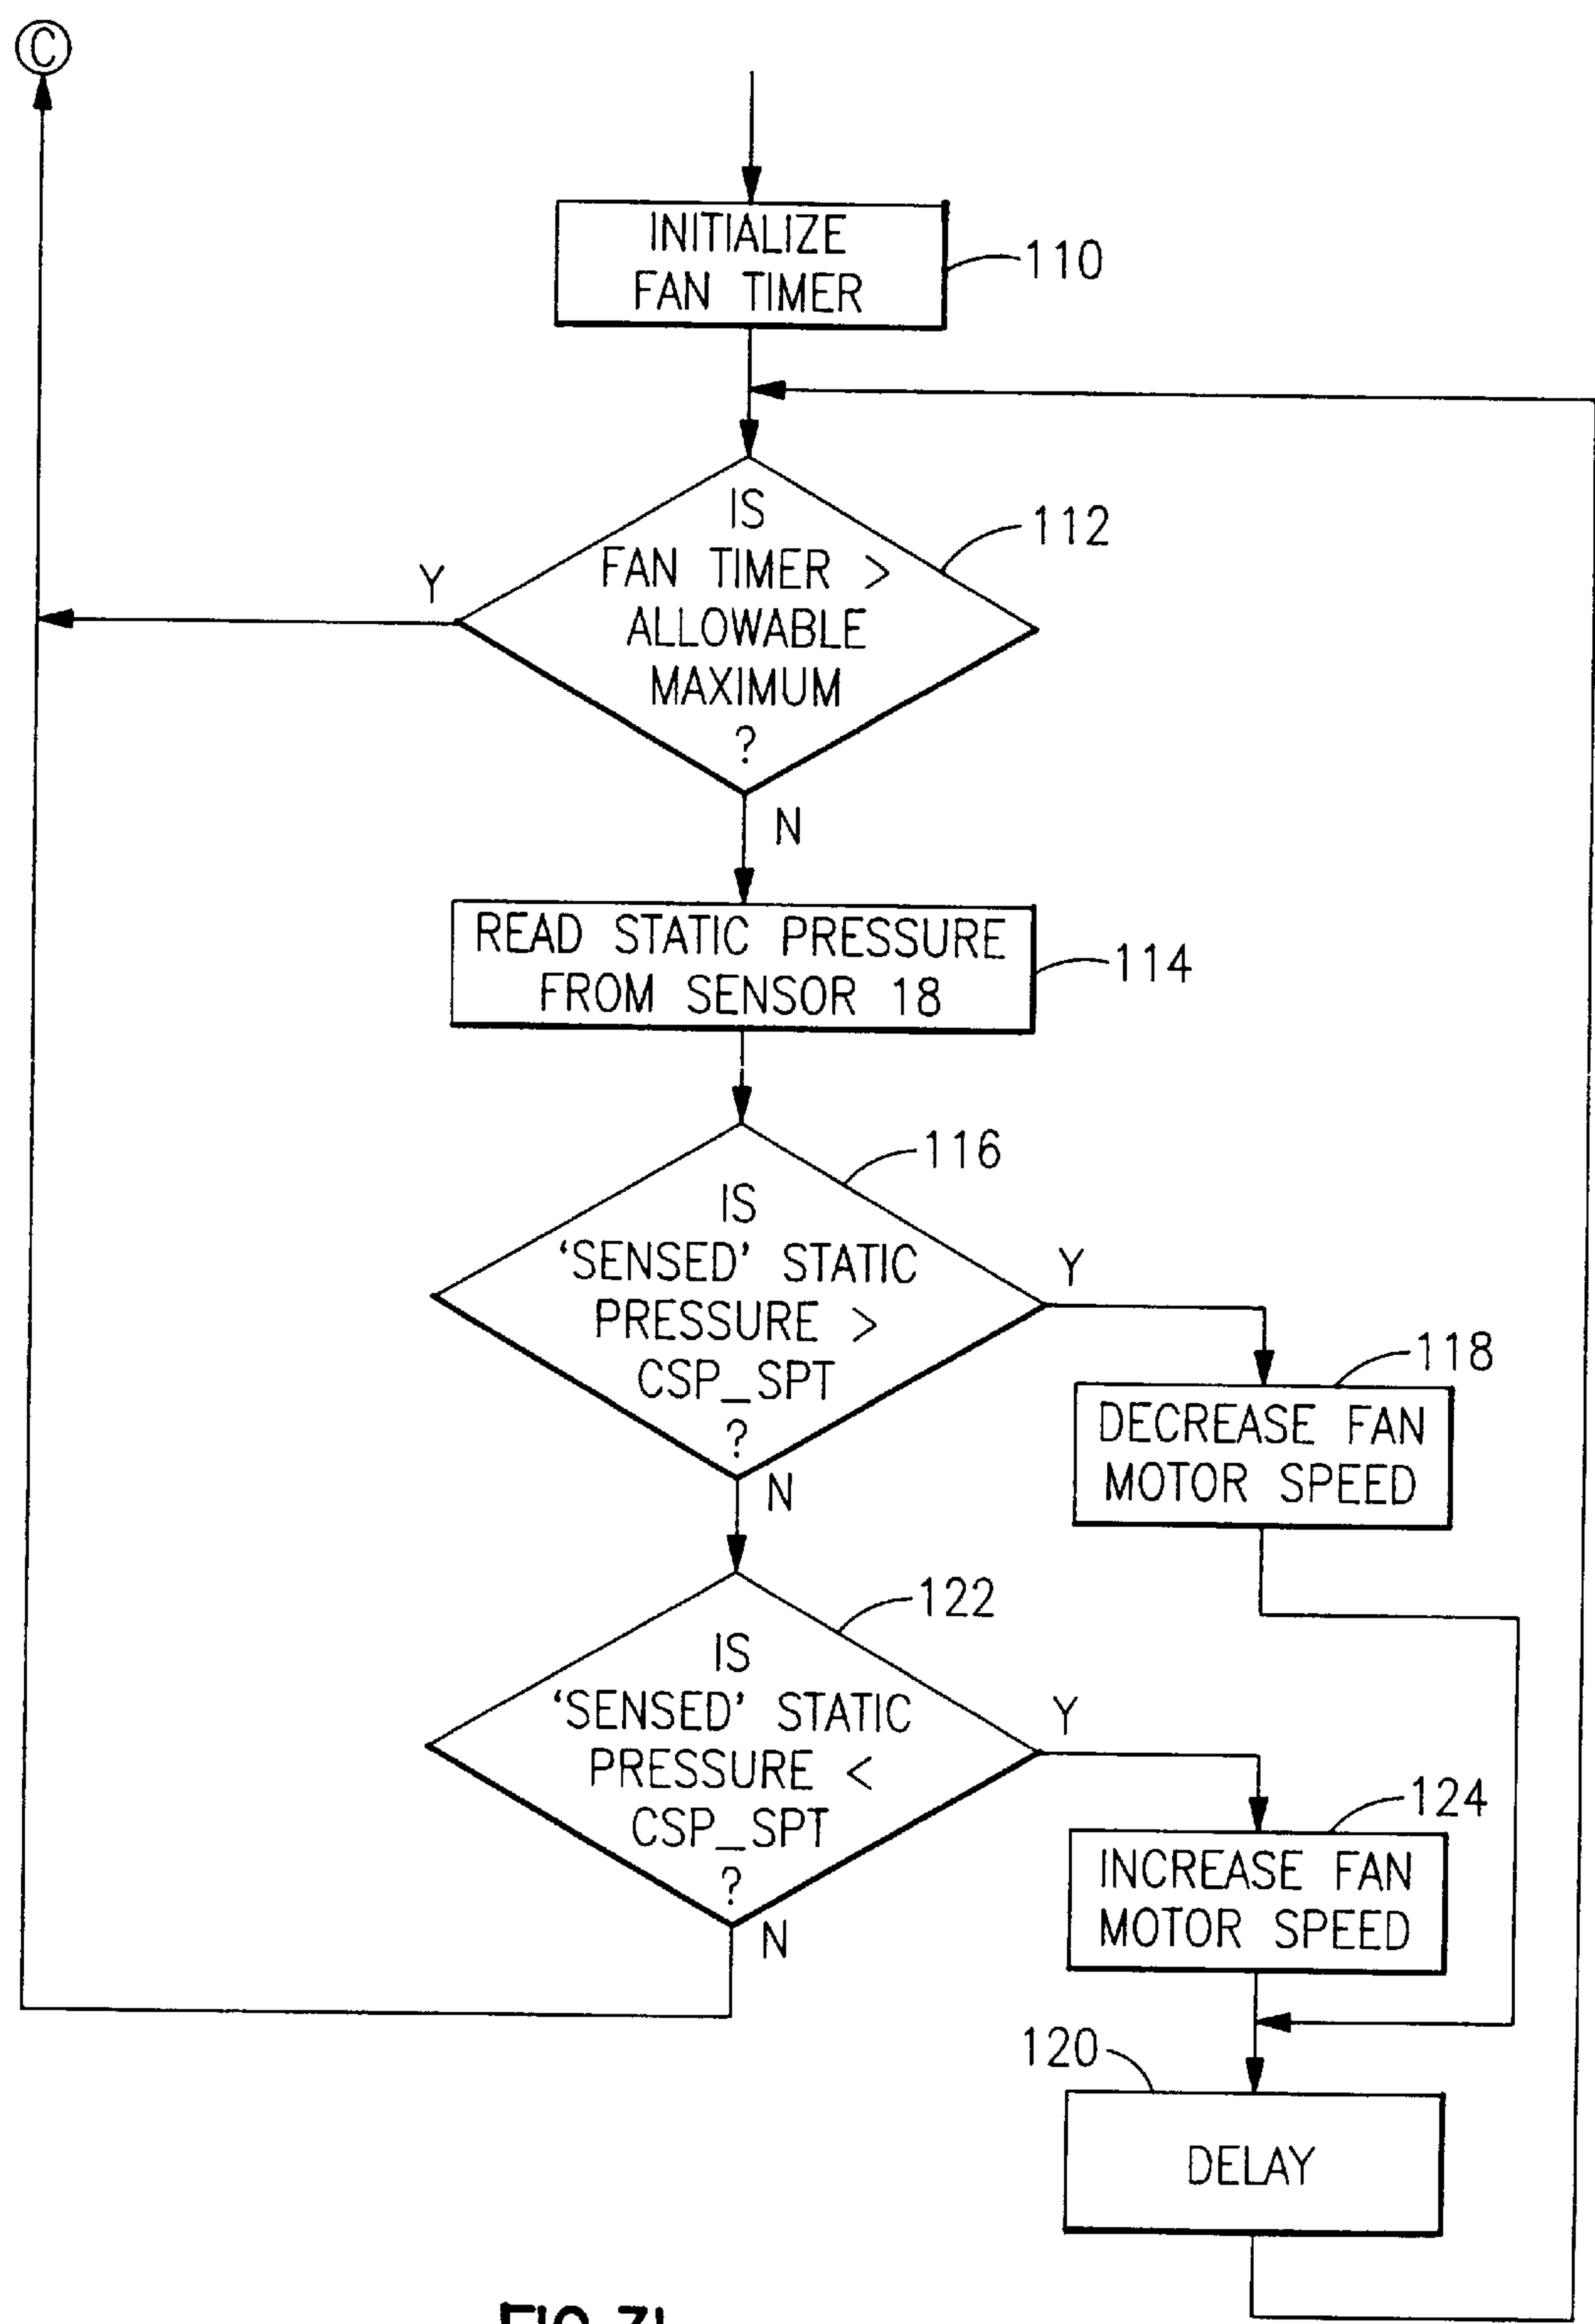 C
INITIALIZE
FAN TIMER
110
IS
FAN TIMER >
ALLOWABLE
MAXIMUM
?
112
Y
N
READ STATIC PRESSURE
FROM SENSOR 18
114
IS
‘SENSED’ STATIC
PRESSURE >
CSP_SPT
?
116
Y
N
DECREASE FAN
MOTOR SPEED
118
IS
‘SENSED’ STATIC
PRESSURE <
CSP_SPT
?
122
Y
N
INCREASE FAN
MOTOR SPEED
124
120
DELAY